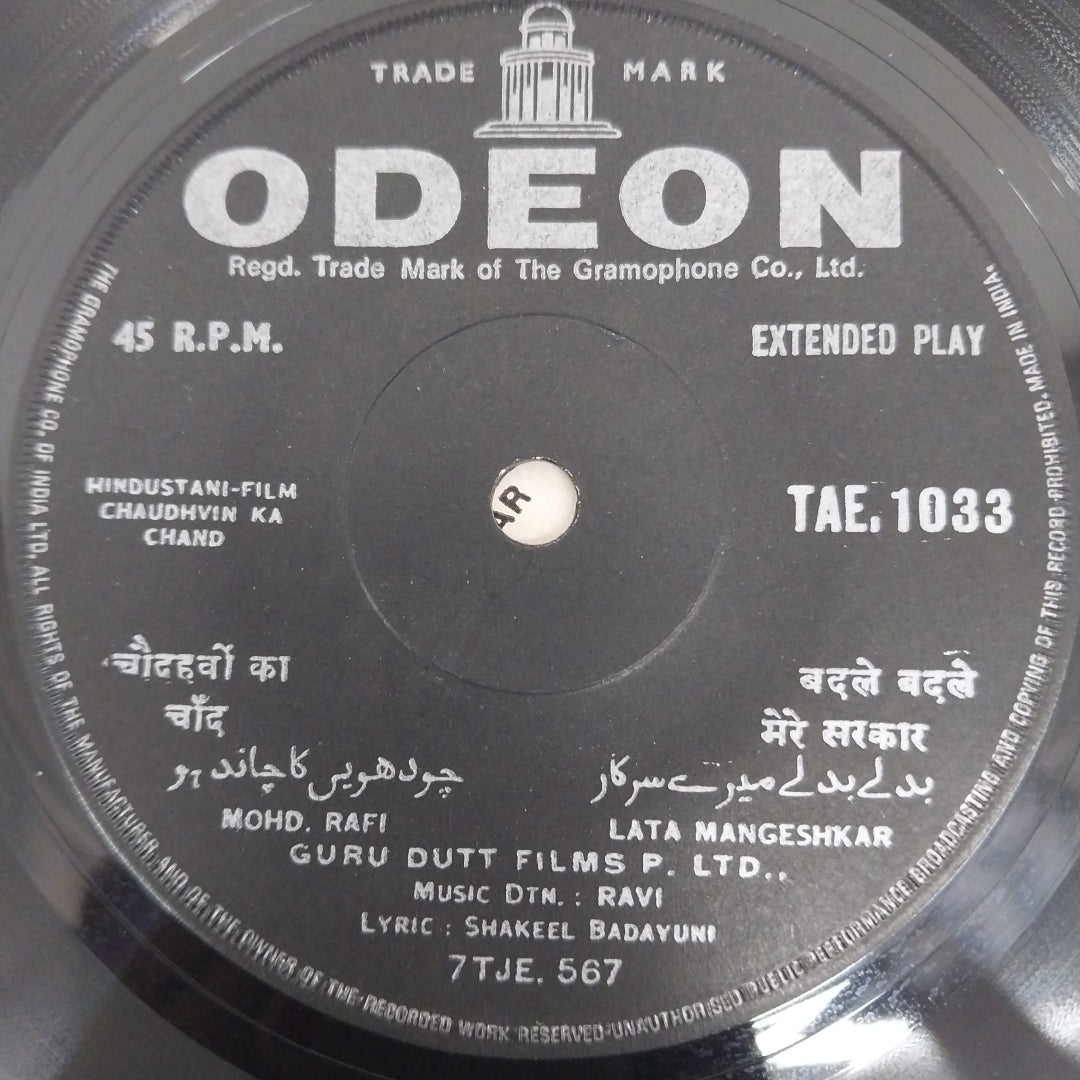 TRADE MARK
ODEON
Regd. Trade Mark of The Gramophone Co., Ltd.
45 R.P.M.
EXTENDED PLAY
HINDUSTANI-FILM
CHAUDHVIN KA
CHAND
AR
TAE. 1033
चौदहवीं का
चाँद
چودھویں کا چاند ہو
MOHD. RAFI
बदले बदले
मेरे सरकार
بدلے بدلے میرے سرکار
LATA MANGESHKAR
GURU DUTT FILMS P. LTD.,
MUSIC DTN. : RAVI
LYRIC : SHAKEEL BADAYUNI
7TJE. 567
THE GRAMOPHONE CO. OF INDIA LTD. ALL RIGHTS OF THE MANUFACTURER AND OF THE OWNER OF THE RECORDED WORK RESERVED·UNAUTHORISED PUBLIC PERFORMANCE BROADCASTING AND COPYING OF THIS RECORD PROHIBITED. MADE IN INDIA.